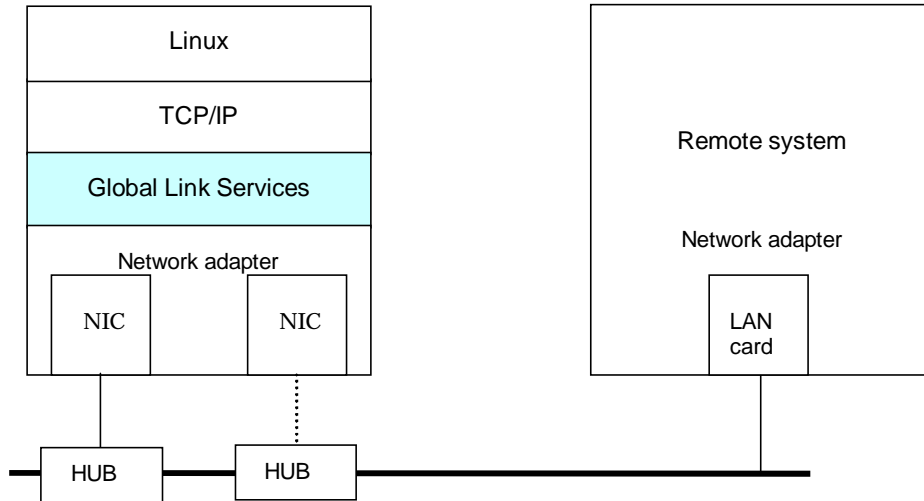 Linux
TCP/IP
Global Link Services
Network adapter
NIC
NIC
HUB
HUB
Remote system
Network adapter
LAN
card